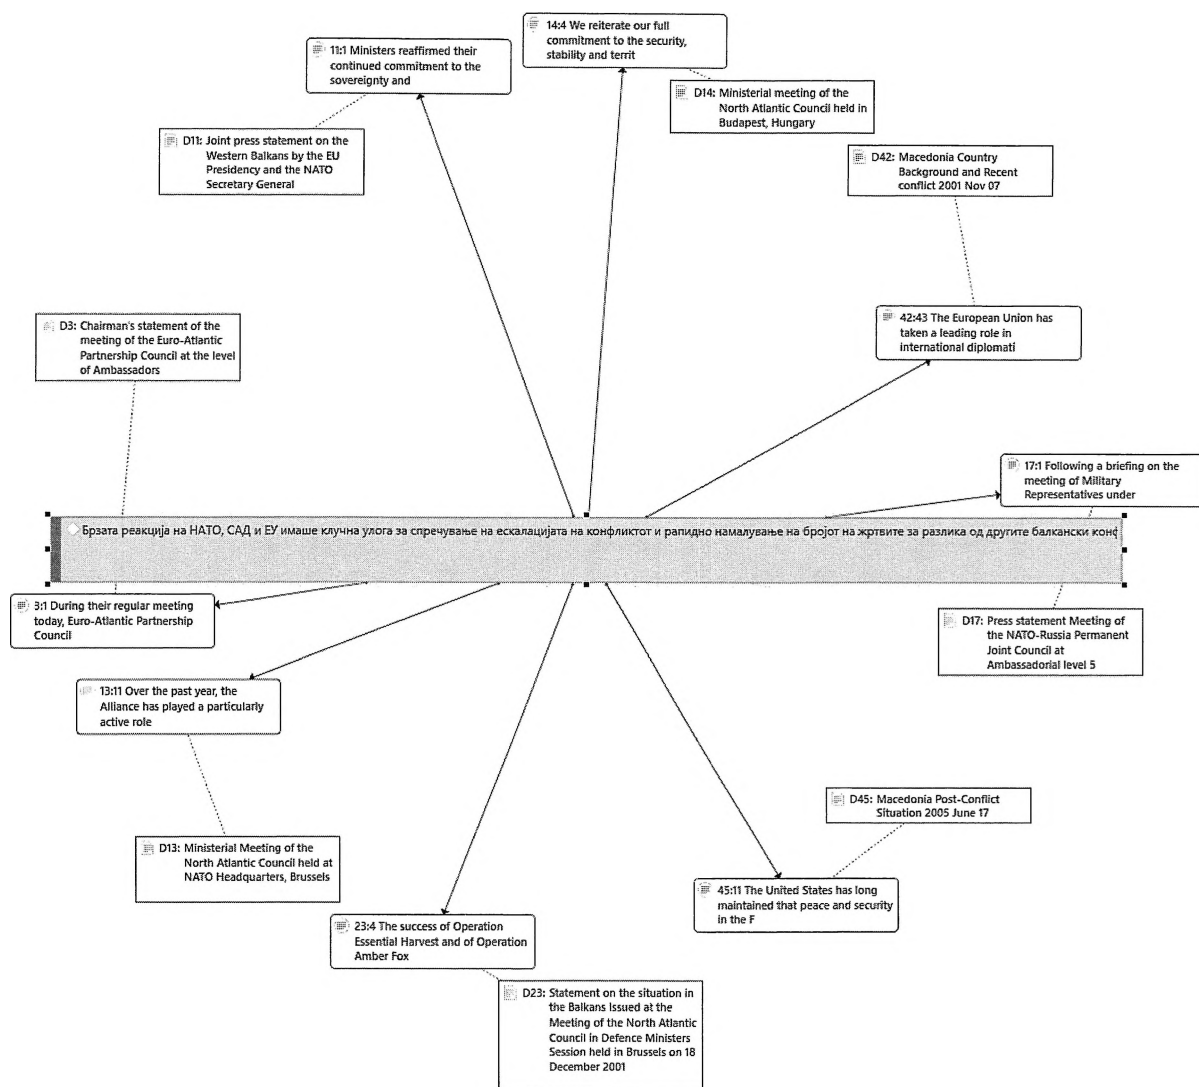 14:4 We reiterate our full
commitment to the security,
stability and territ
11:1 Ministers reaffirmed their
continued commitment to the
sovereignty and
D14: Ministerial meeting of the
North Atlantic Council held in
Budapest, Hungary
D11: Joint press statement on the
Western Balkans by the EU
Presidency and the NATO
Secretary General
D42: Macedonia Country
Background and Recent
conflict 2001 Nov 07
42:43 The European Union has
taken a leading role in
international diplomati
D3: Chairman's statement of the
meeting of the Euro-Atlantic
Partnership Council at the level
of Ambassadors
17:1 Following a briefing on the
meeting of Military
Representatives under
Брзата реакција на НАТО, САД и ЕУ имаше клучна улога за спречување на ескалацијата на конфликтот и рапидно намалување на бројот на жртвите за разлика од другите балкански конф
3:1 During their regular meeting
today, Euro-Atlantic Partnership
Council
D17: Press statement Meeting of
the NATO-Russia Permanent
Joint Council at
Ambassadorial level 5
13:11 Over the past year, the
Alliance has played a particularly
active role
D45: Macedonia Post-Conflict
Situation 2005 June 17
D13: Ministerial Meeting of the
North Atlantic Council held at
NATO Headquarters, Brussels
45:11 The United States has long
maintained that peace and security
in the F
23:4 The success of Operation
Essential Harvest and of Operation
Amber Fox
D23: Statement on the situation in
the Balkans Issued at the
Meeting of the North Atlantic
Council in Defence Ministers
Session held in Brussels on 18
December 2001